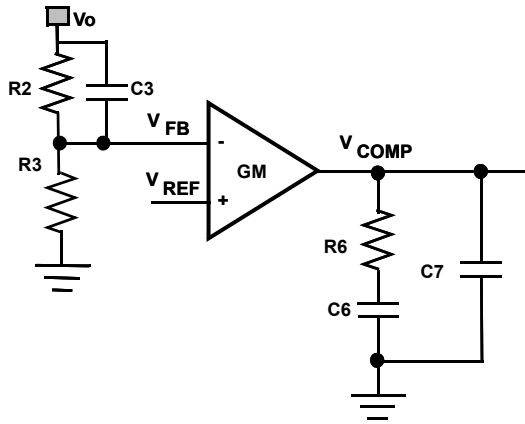 Vo
R2
C3
V FB
R3
-
GM
V COMP
V REF
+
R6
C7
C6